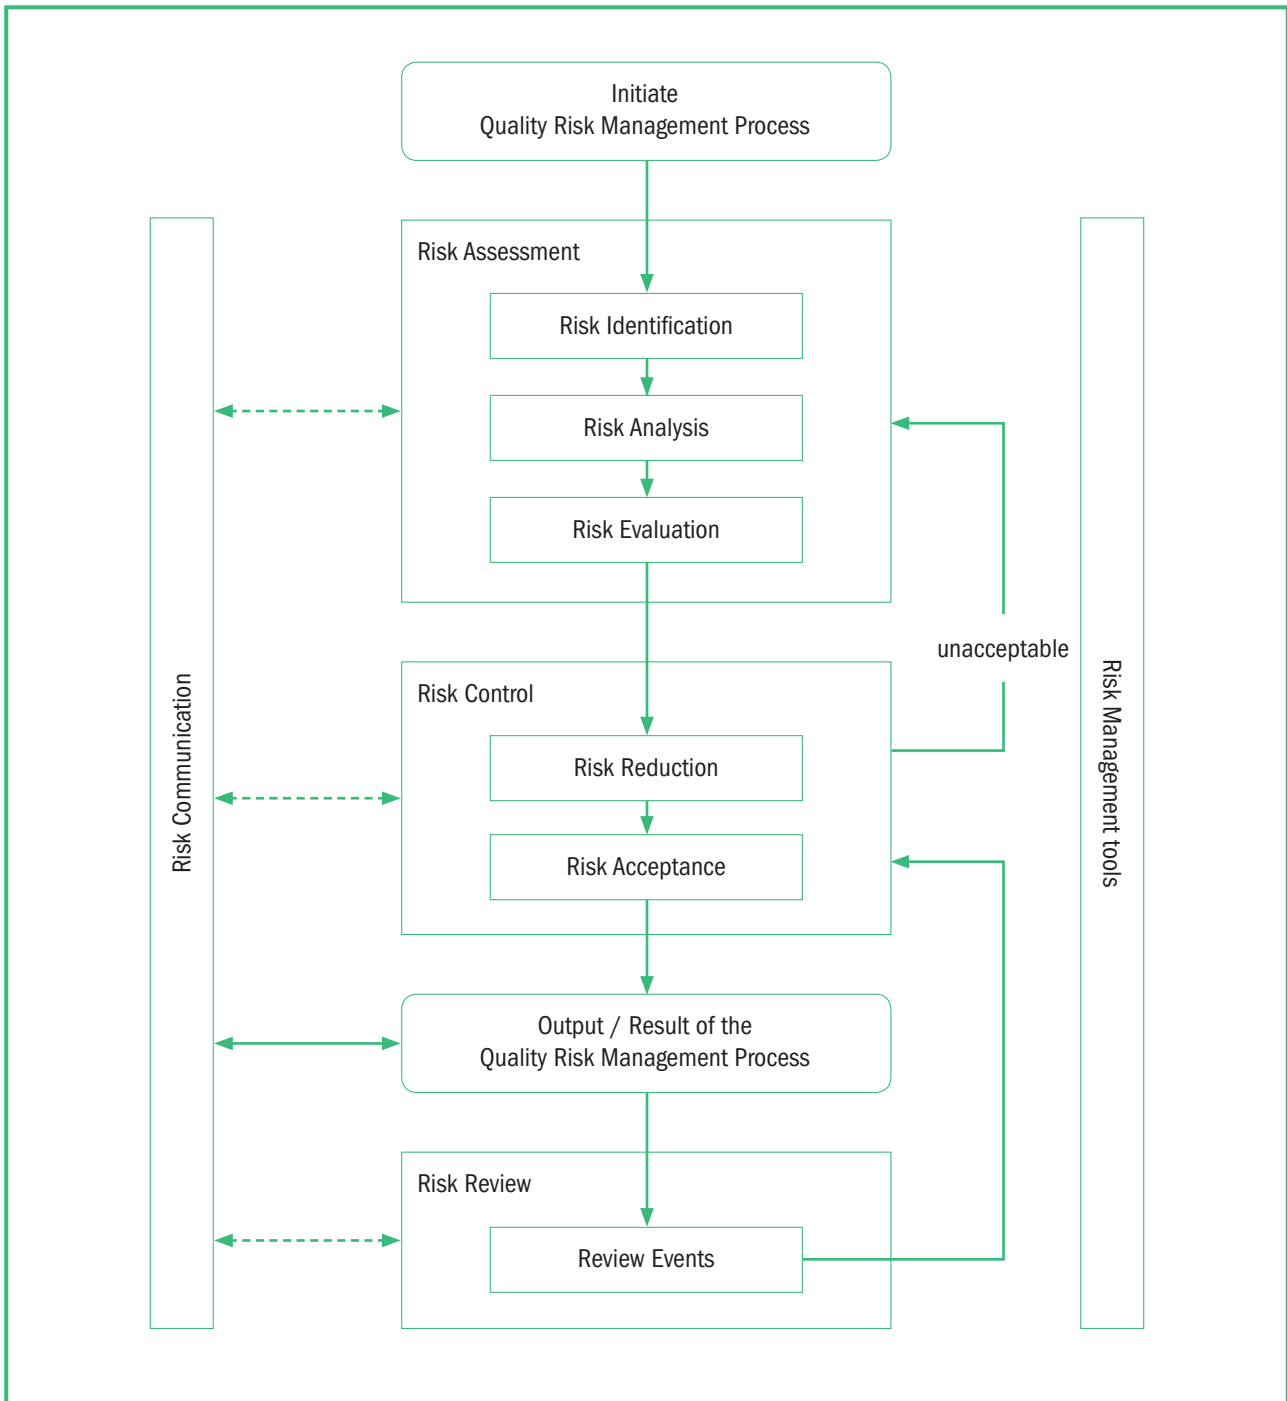 Initiate
Quality Risk Management Process
Risk Assessment
Risk Identification
Risk Analysis
Risk Evaluation
unacceptable
Risk Control
Risk Reduction
Risk Acceptance
Output / Result of the
Quality Risk Management Process
Risk Review
Review Events
Risk Communication
Risk Management tools